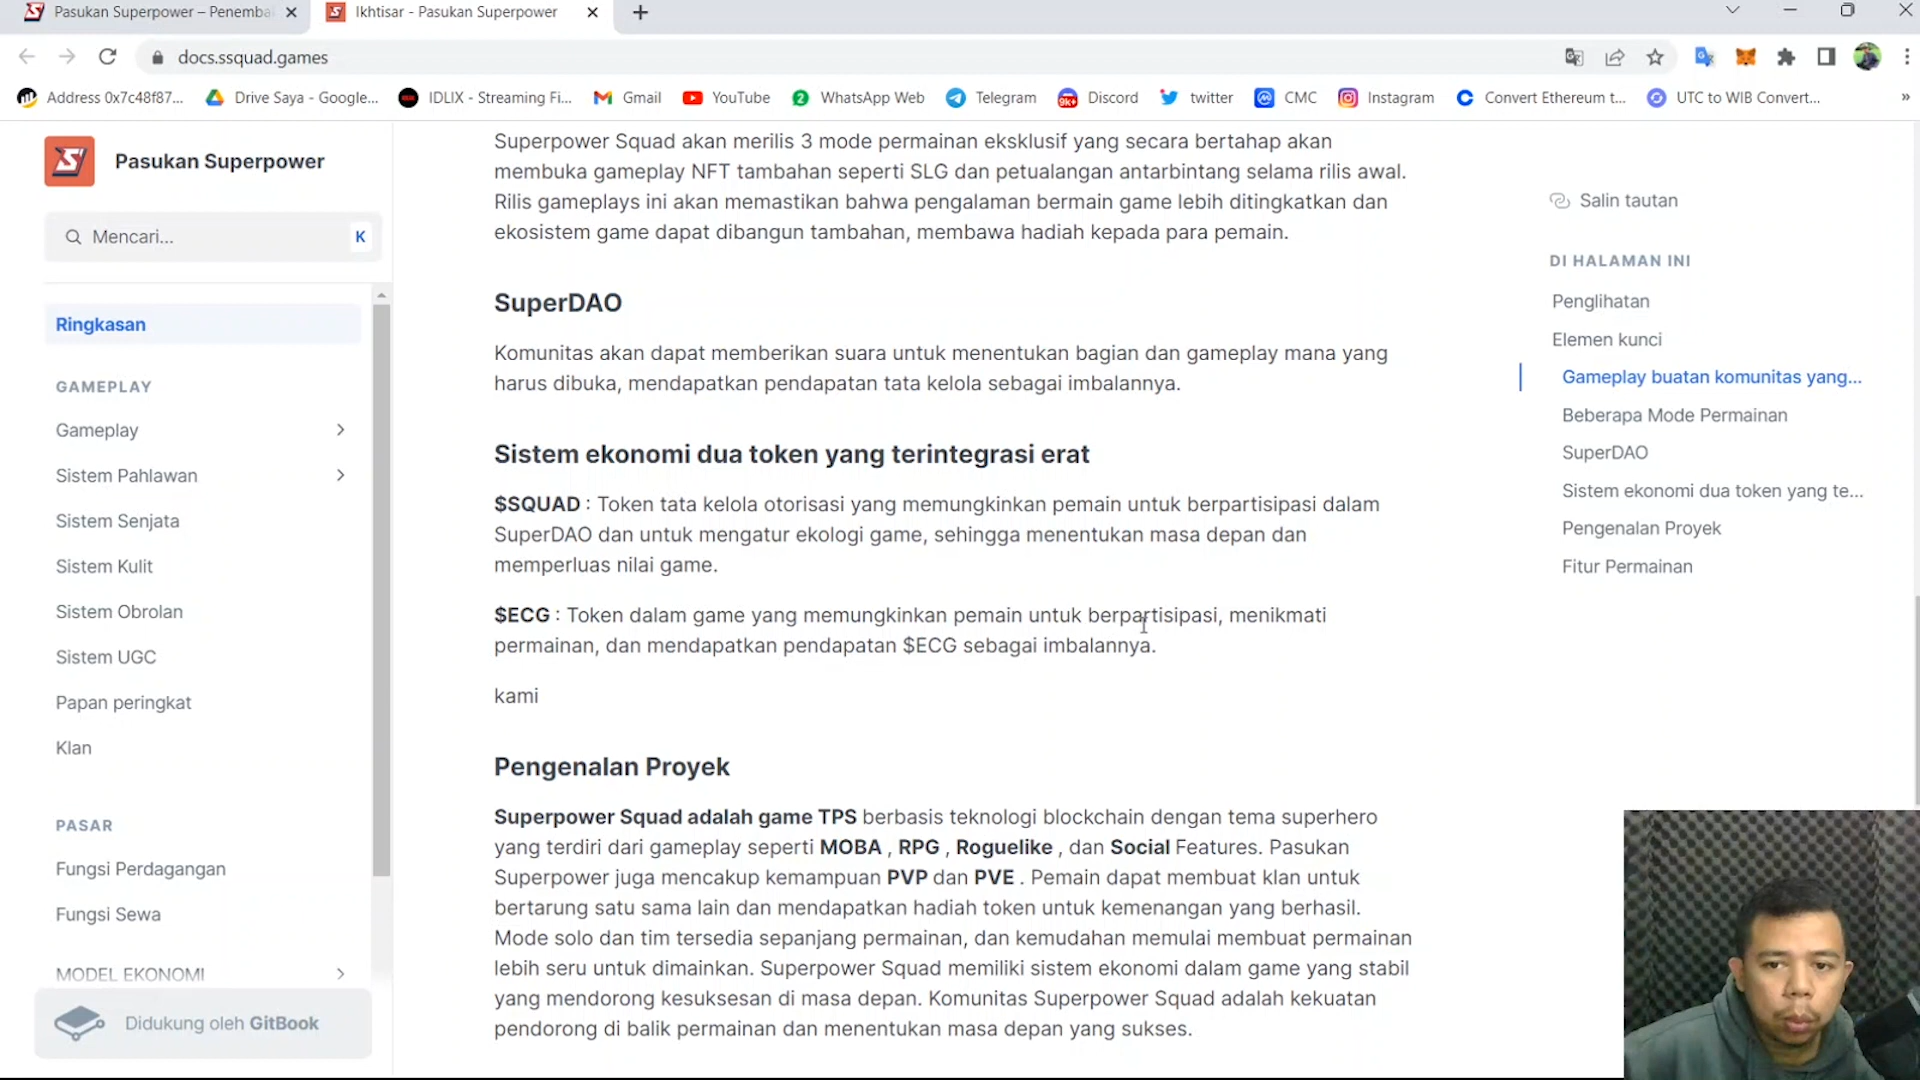 Pasukan Superpower – Penemba
Ikhtisar - Pasukan Superpower
docs.ssquad.games
Address 0x7c48f87...
Drive Saya - Google...
IDLIX - Streaming Fi...
Gmail
YouTube
2
WhatsApp Web
Telegram
9K+
Discord
twitter
CMC
Instagram
Convert Ethereum t...
UTC to WIB Convert...
»
Pasukan Superpower
Mencari...
K
Ringkasan
GAMEPLAY
Gameplay
Sistem Pahlawan
Sistem Senjata
Sistem Kulit
Sistem Obrolan
Sistem UGC
Papan peringkat
Klan
PASAR
Fungsi Perdagangan
Fungsi Sewa
MODEL EKONOMI
Didukung oleh GitBook
Superpower Squad akan merilis 3 mode permainan eksklusif yang secara bertahap akan
membuka gameplay NFT tambahan seperti SLG dan petualangan antarbintang selama rilis awal.
Rilis gameplays ini akan memastikan bahwa pengalaman bermain game lebih ditingkatkan dan
ekosistem game dapat dibangun tambahan, membawa hadiah kepada para pemain.
SuperDAO
Komunitas akan dapat memberikan suara untuk menentukan bagian dan gameplay mana yang
harus dibuka, mendapatkan pendapatan tata kelola sebagai imbalannya.
Sistem ekonomi dua token yang terintegrasi erat
$SQUAD : Token tata kelola otorisasi yang memungkinkan pemain untuk berpartisipasi dalam
SuperDAO dan untuk mengatur ekologi game, sehingga menentukan masa depan dan
memperluas nilai game.
$ECG : Token dalam game yang memungkinkan pemain untuk berpartisipasi, menikmati
permainan, dan mendapatkan pendapatan $ECG sebagai imbalannya.
kami
Pengenalan Proyek
Superpower Squad adalah game TPS berbasis teknologi blockchain dengan tema superhero
yang terdiri dari gameplay seperti MOBA , RPG , Roguelike , dan Social Features. Pasukan
Superpower juga mencakup kemampuan PVP dan PVE . Pemain dapat membuat klan untuk
bertarung satu sama lain dan mendapatkan hadiah token untuk kemenangan yang berhasil.
Mode solo dan tim tersedia sepanjang permainan, dan kemudahan memulai membuat permainan
lebih seru untuk dimainkan. Superpower Squad memiliki sistem ekonomi dalam game yang stabil
yang mendorong kesuksesan di masa depan. Komunitas Superpower Squad adalah kekuatan
pendorong di balik permainan dan menentukan masa depan yang sukses.
Salin tautan
DI HALAMAN INI
Penglihatan
Elemen kunci
Gameplay buatan komunitas yang...
Beberapa Mode Permainan
SuperDAO
Sistem ekonomi dua token yang te...
Pengenalan Proyek
Fitur Permainan